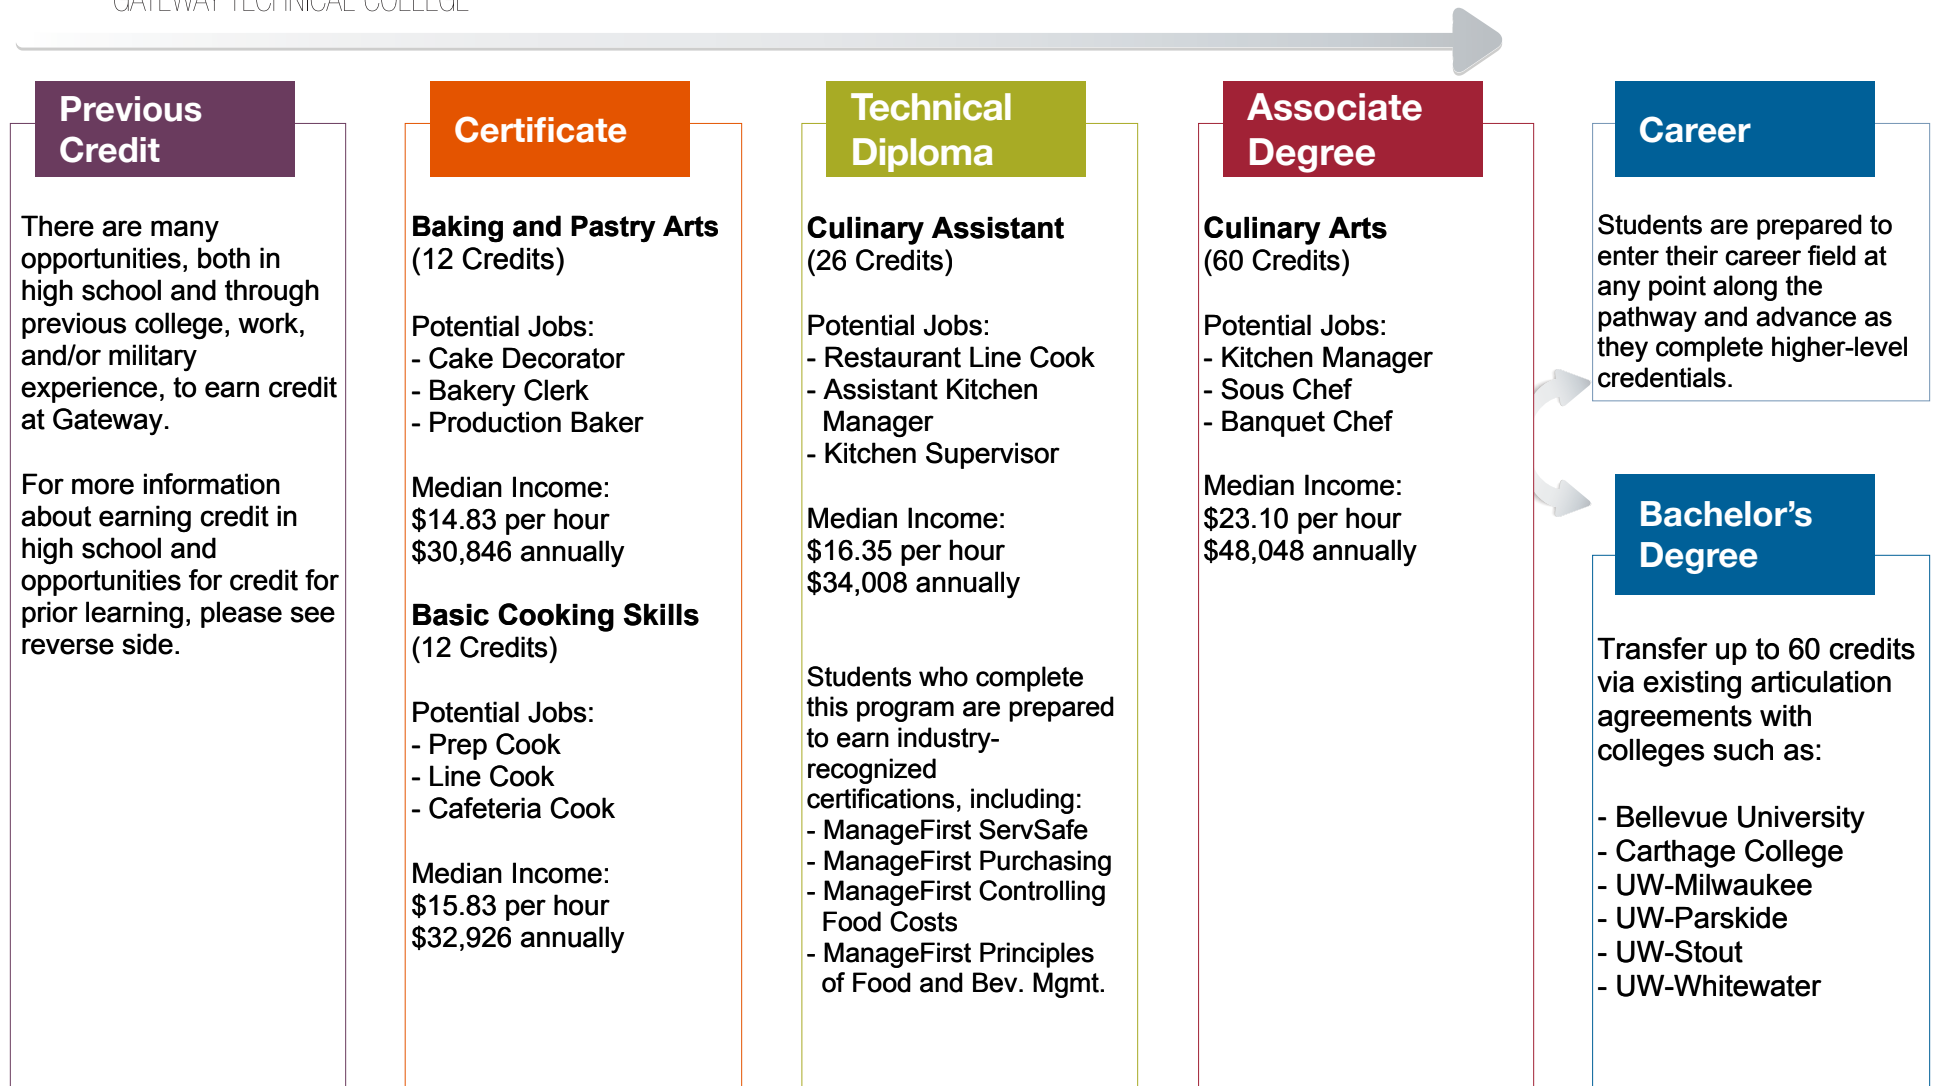 GATEWAY TECHNICAL COLLEGE
Previous
Credit
There are many
opportunities, both in
high school and through
previous college, work,
and/or military
experience, to earn credit
at Gateway.
For more information
about earning credit in
high school and
opportunities for credit for
prior learning, please see
reverse side.
Certificate
Baking and Pastry Arts
(12 Credits)
Potential Jobs:
- Cake Decorator
- Bakery Clerk
- Production Baker
Median Income:
$14.83 per hour
$30,846 annually
Basic Cooking Skills
(12 Credits)
Potential Jobs:
- Prep Cook
- Line Cook
- Cafeteria Cook
Median Income:
$15.83 per hour
$32,926 annually
Technical
Diploma
Culinary Assistant
(26 Credits)
Potential Jobs:
- Restaurant Line Cook
- Assistant Kitchen
Manager
- Kitchen Supervisor
Median Income:
$16.35 per hour
$34,008 annually
Students who complete
this program are prepared
to earn industry-
recognized
certifications, including:
- ManageFirst ServSafe
- ManageFirst Purchasing
- ManageFirst Controlling
Food Costs
- ManageFirst Principles
of Food and Bev. Mgmt.
Associate
Degree
Culinary Arts
(60 Credits)
Potential Jobs:
- Kitchen Manager
- Sous Chef
- Banquet Chef
Median Income:
$23.10 per hour
$48,048 annually
Career
Students are prepared to
enter their career field at
any point along the
pathway and advance as
they complete higher-level
credentials.
Bachelor’s
Degree
Transfer up to 60 credits
via existing articulation
agreements with
colleges such as:
- Bellevue University
- Carthage College
- UW-Milwaukee
- UW-Parskide
- UW-Stout
- UW-Whitewater